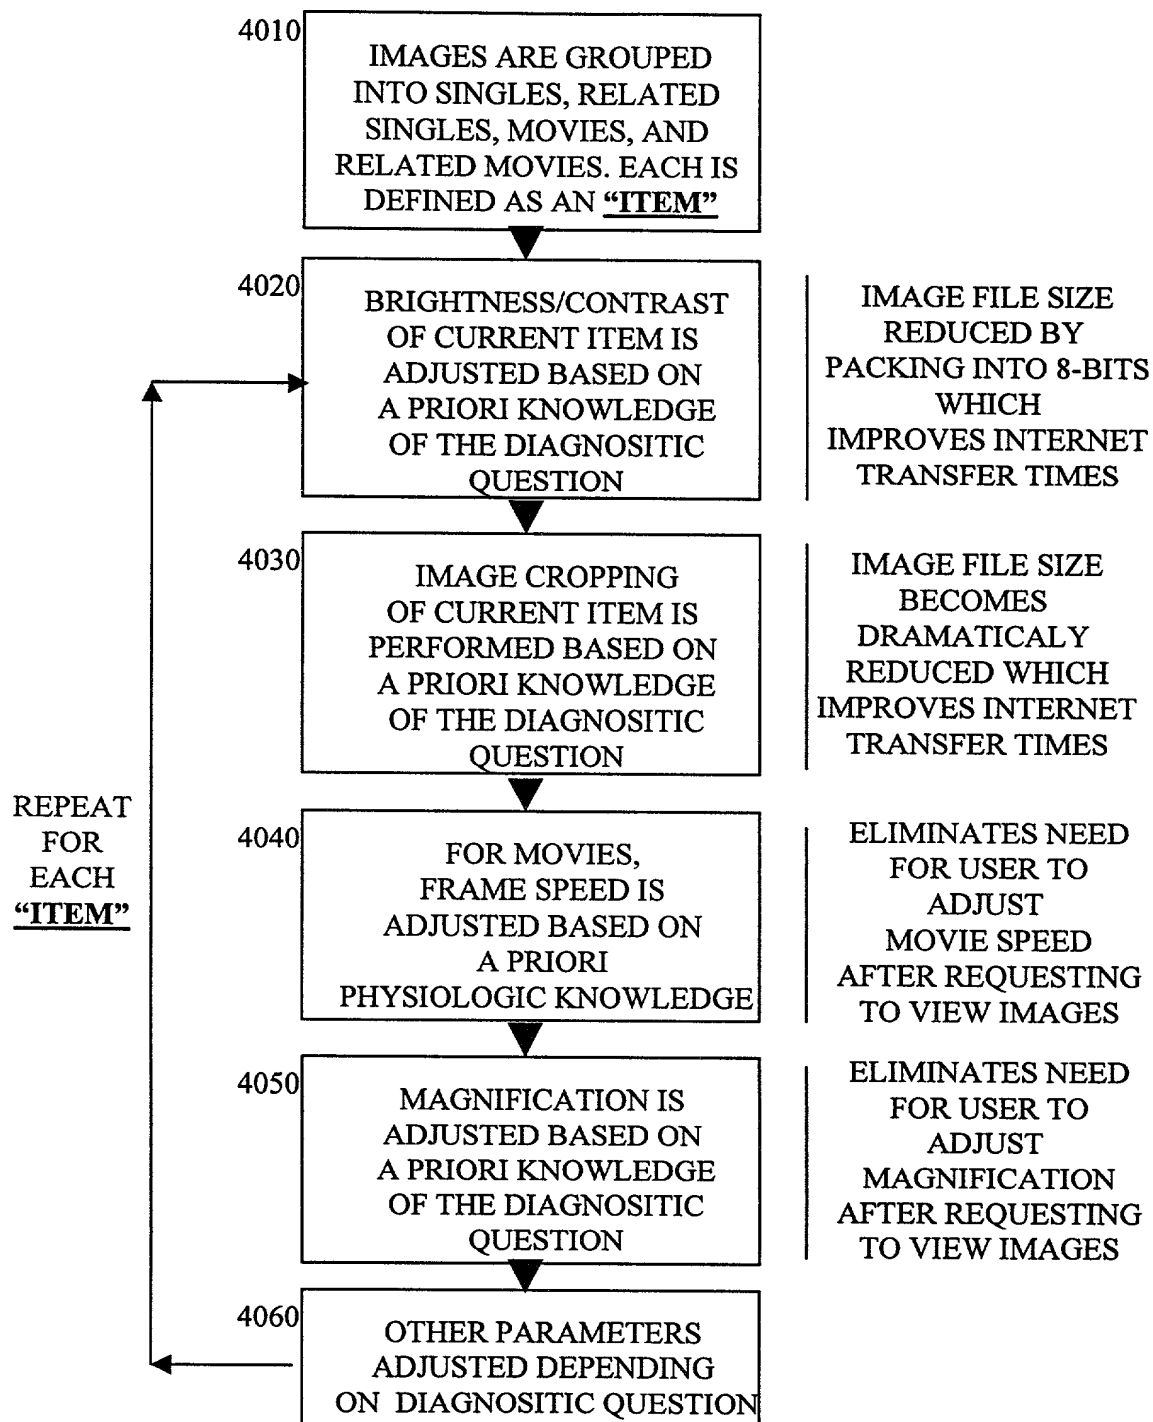 4010
IMAGES ARE GROUPED
INTO SINGLES, RELATED
SINGLES, MOVIES, AND
RELATED MOVIES. EACH IS
DEFINED AS AN “ITEM”
4020
BRIGHTNESS/CONTRAST
OF CURRENT ITEM IS
ADJUSTED BASED ON
A PRIORI KNOWLEDGE
OF THE DIAGNOSITIC
QUESTION
IMAGE FILE SIZE
REDUCED BY
PACKING INTO 8-BITS
WHICH
IMPROVES INTERNET
TRANSFER TIMES
4030
IMAGE CROPPING
OF CURRENT ITEM IS
PERFORMED BASED ON
A PRIORI KNOWLEDGE
OF THE DIAGNOSITIC
QUESTION
IMAGE FILE SIZE
BECOMES
DRAMATICALY
REDUCED WHICH
IMPROVES INTERNET
TRANSFER TIMES
REPEAT
FOR
EACH
“ITEM”
4040
FOR MOVIES,
FRAME SPEED IS
ADJUSTED BASED ON
A PRIORI
PHYSIOLOGIC KNOWLEDGE
ELIMINATES NEED
FOR USER TO
ADJUST
MOVIE SPEED
AFTER REQUESTING
TO VIEW IMAGES
4050
MAGNIFICATION IS
ADJUSTED BASED ON
A PRIORI KNOWLEDGE
OF THE DIAGNOSITIC
QUESTION
ELIMINATES NEED
FOR USER TO
ADJUST
MAGNIFICATION
AFTER REQUESTING
TO VIEW IMAGES
4060
OTHER PARAMETERS
ADJUSTED DEPENDING
ON DIAGNOSITIC QUESTION